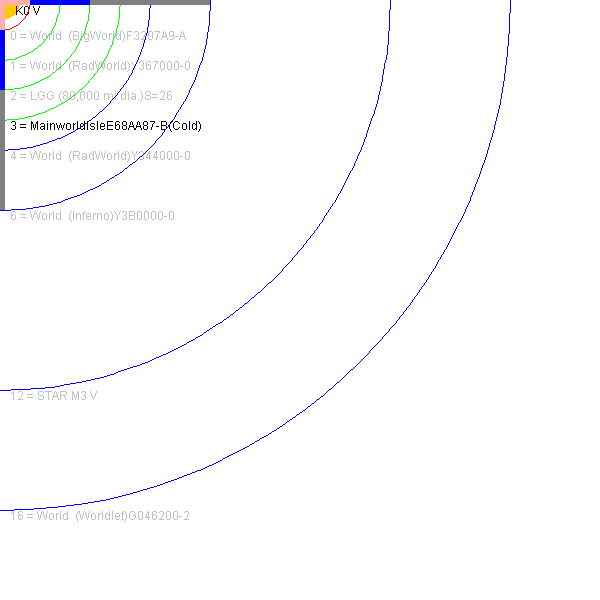 K0 V
0 = World (BigWorld)F3207A9-A
1 = World (RadWorld)Y367000-0
2 = LGG (80,000 mi dia.)S=26
3 = MainworldIsleE68AA87-B(Cold)
4 = World (RadWorld)Y344000-0
6 = World (Inferno)Y3B0000-0
12 = STAR M3 V
16 = World (Worldlet)G046200-2